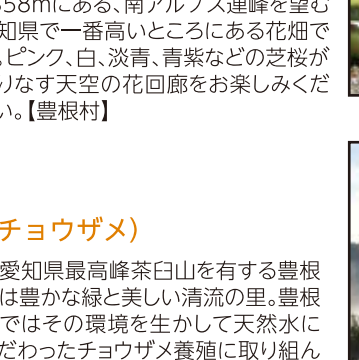 358mにある、南アルプス連峰を望む
知県で一番高いところにある花畑で
。ピンク、白、淡青、青紫などの芝桜が
りなす天空の花回廊をお楽しみくだ
い。【豊根村】
チョウザメ)
愛知県最高峰茶臼山を有する豊根
は豊かな緑と美しい清流の里。豊根
ではその環境を生かして天然水に
だわったチョウザメ養殖に取り組ん